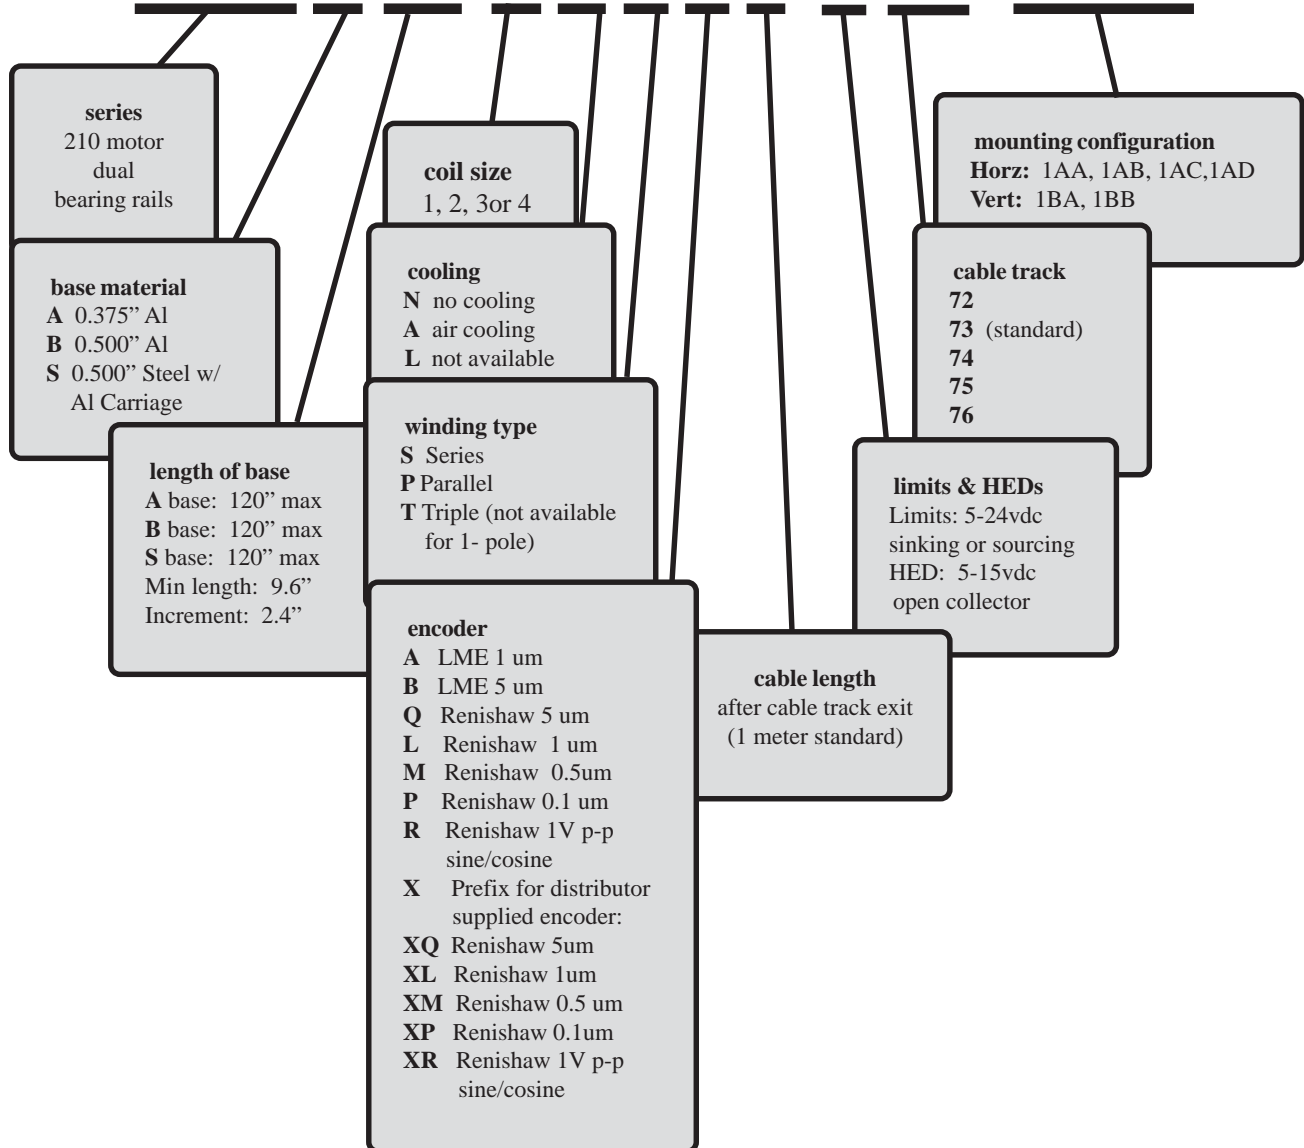 series
210 motor
dual
bearing rails
base material
A 0.375” Al
B 0.500” Al
S 0.500” Steel w/
Al Carriage
length of base
A base: 120” max
B base: 120” max
S base: 120” max
Min length: 9.6”
Increment: 2.4”
coil size
1, 2, 3or 4
cooling
N no cooling
A air cooling
L not available
winding type
S Series
P Parallel
T Triple (not available
for 1- pole)
encoder
A LME 1 um
B LME 5 um
Q Renishaw 5 um
L Renishaw 1 um
M Renishaw 0.5um
P Renishaw 0.1 um
R Renishaw 1V p-p
sine/cosine
X Prefix for distributor
supplied encoder:
XQ Renishaw 5um
XL Renishaw 1um
XM Renishaw 0.5 um
XP Renishaw 0.1um
XR Renishaw 1V p-p
sine/cosine
cable length
after cable track exit
(1 meter standard)
limits & HEDs
Limits: 5-24vdc
sinking or sourcing
HED: 5-15vdc
open collector
cable track
72
73 (standard)
74
75
76
mounting configuration
Horz: 1AA, 1AB, 1AC,1AD
Vert: 1BA, 1BB